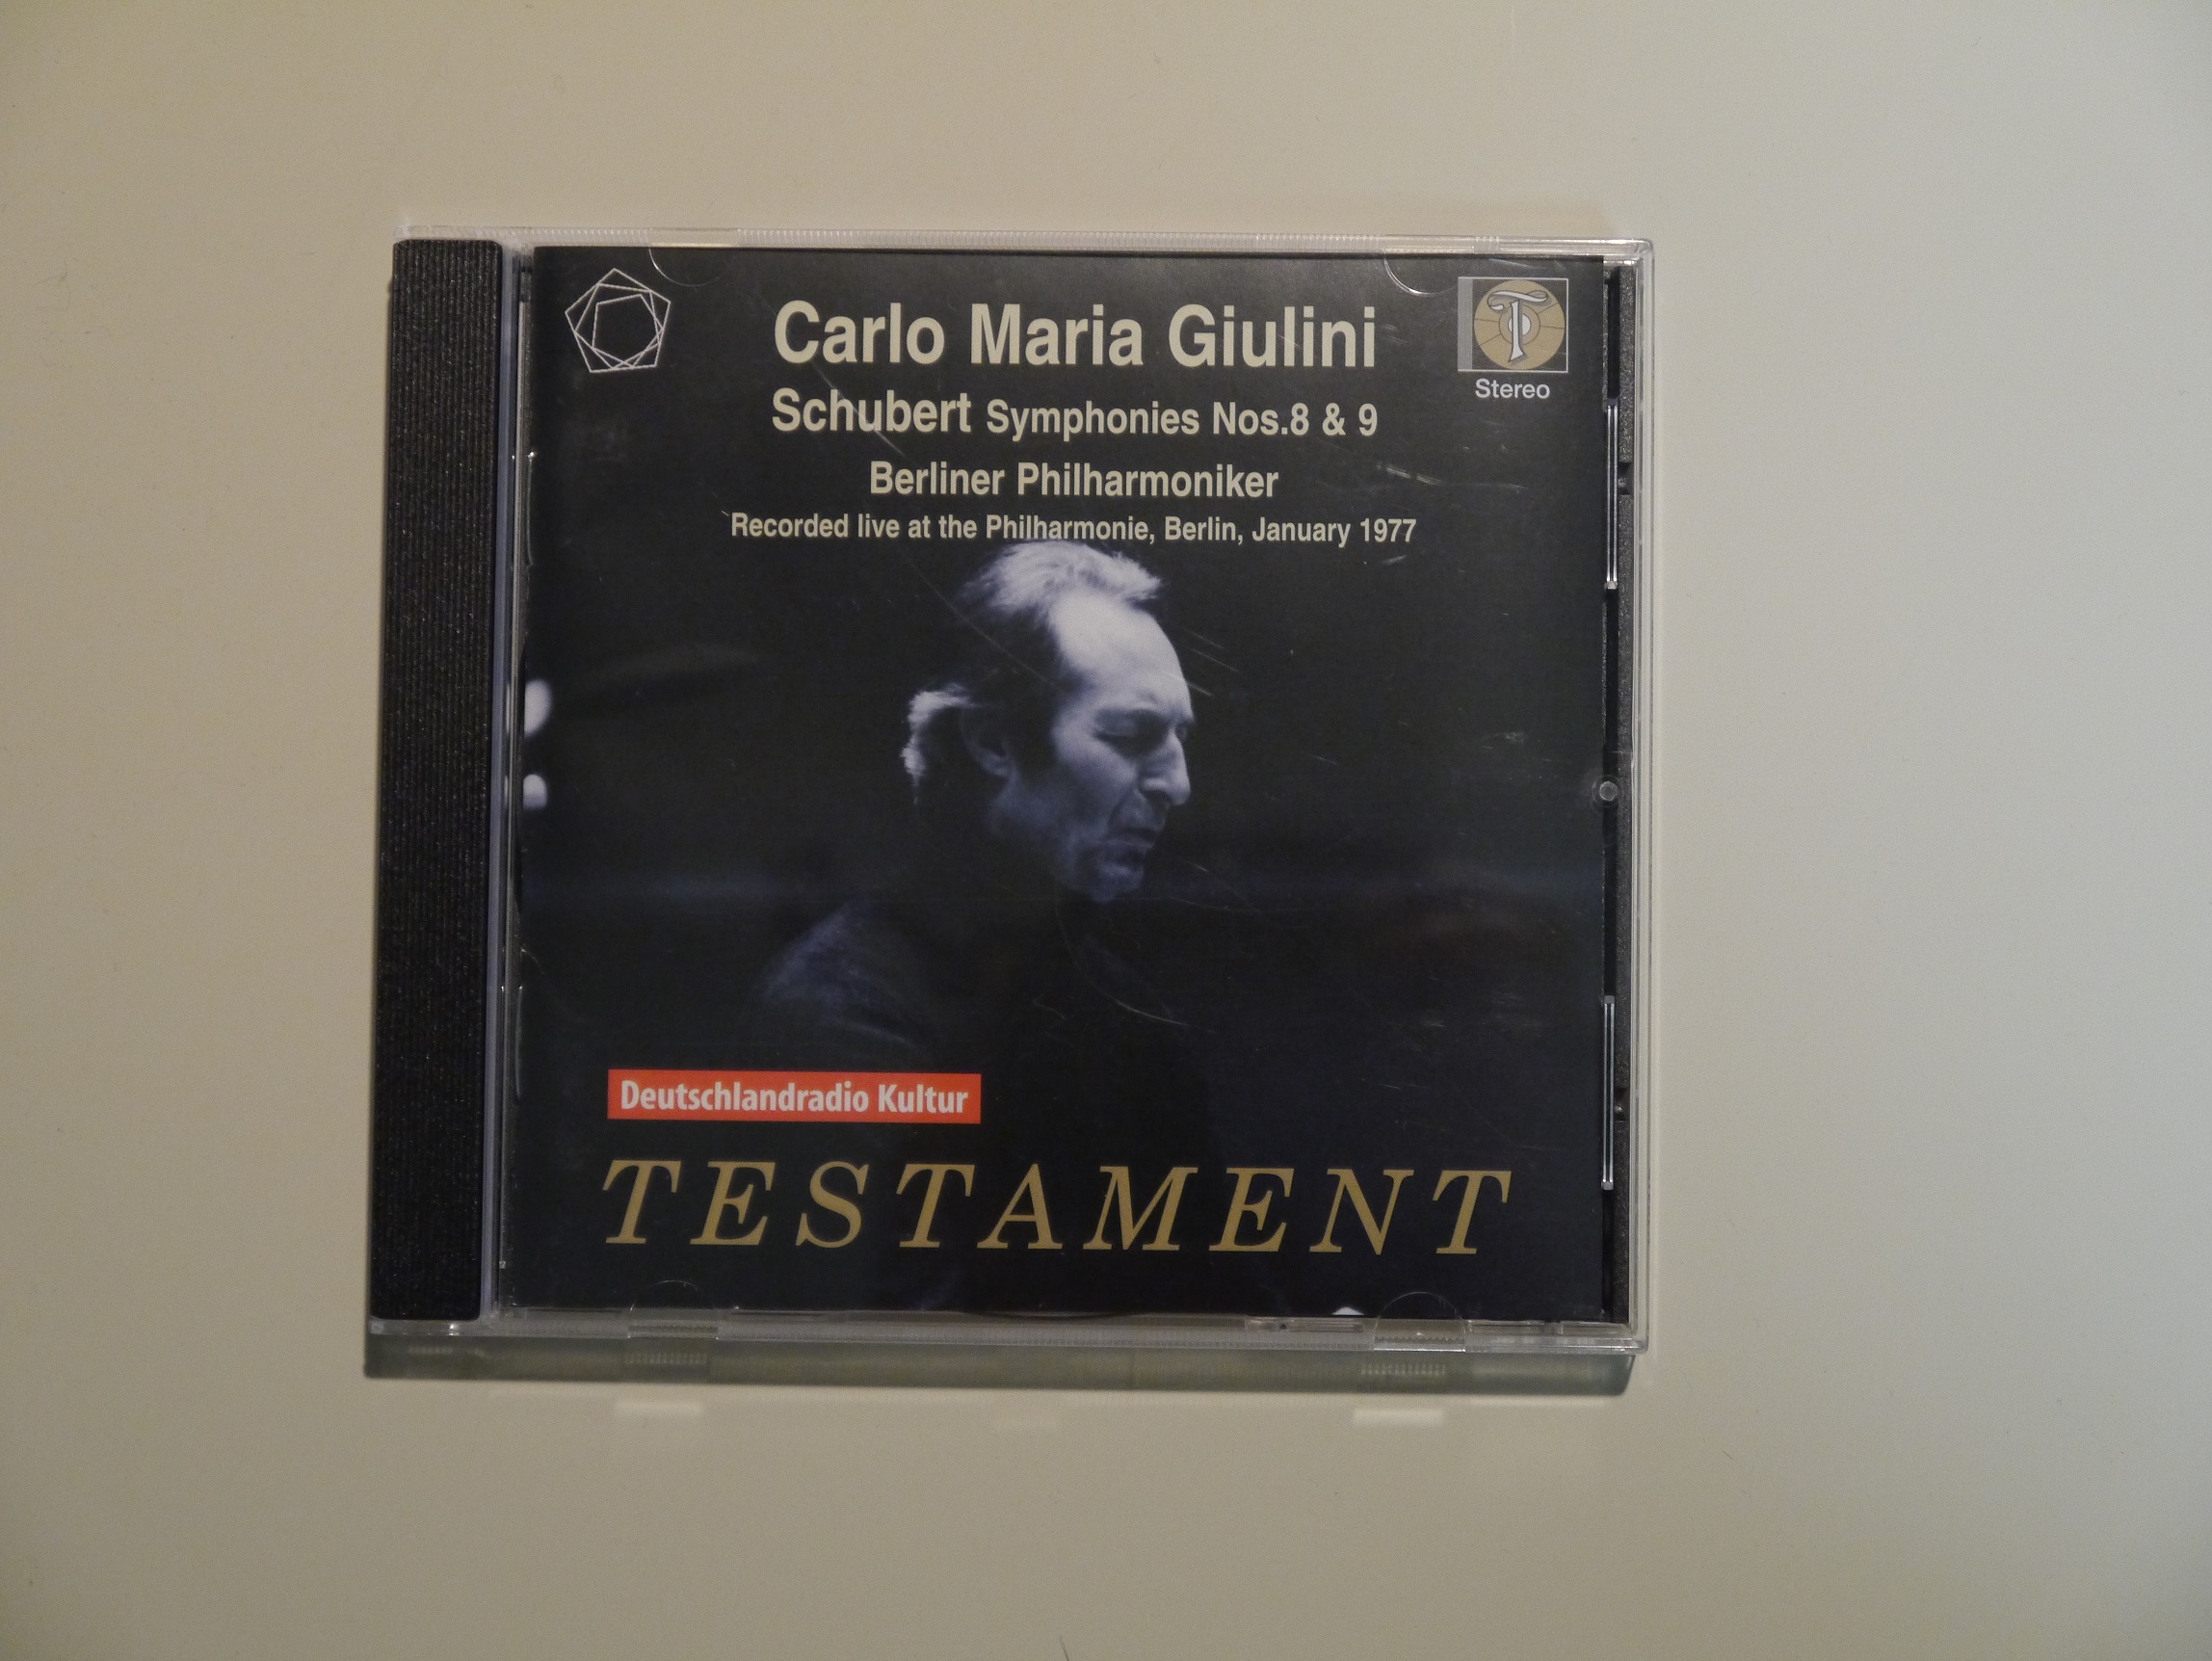 Carlo Maria Giulini
Schubert Symphonies Nos.8 & 9
Berliner Philharmoniker
Recorded live at the Philharmonie, Berlin, January 1977
T
Stereo
Deutschlandradio Kultur
TESTAMENT